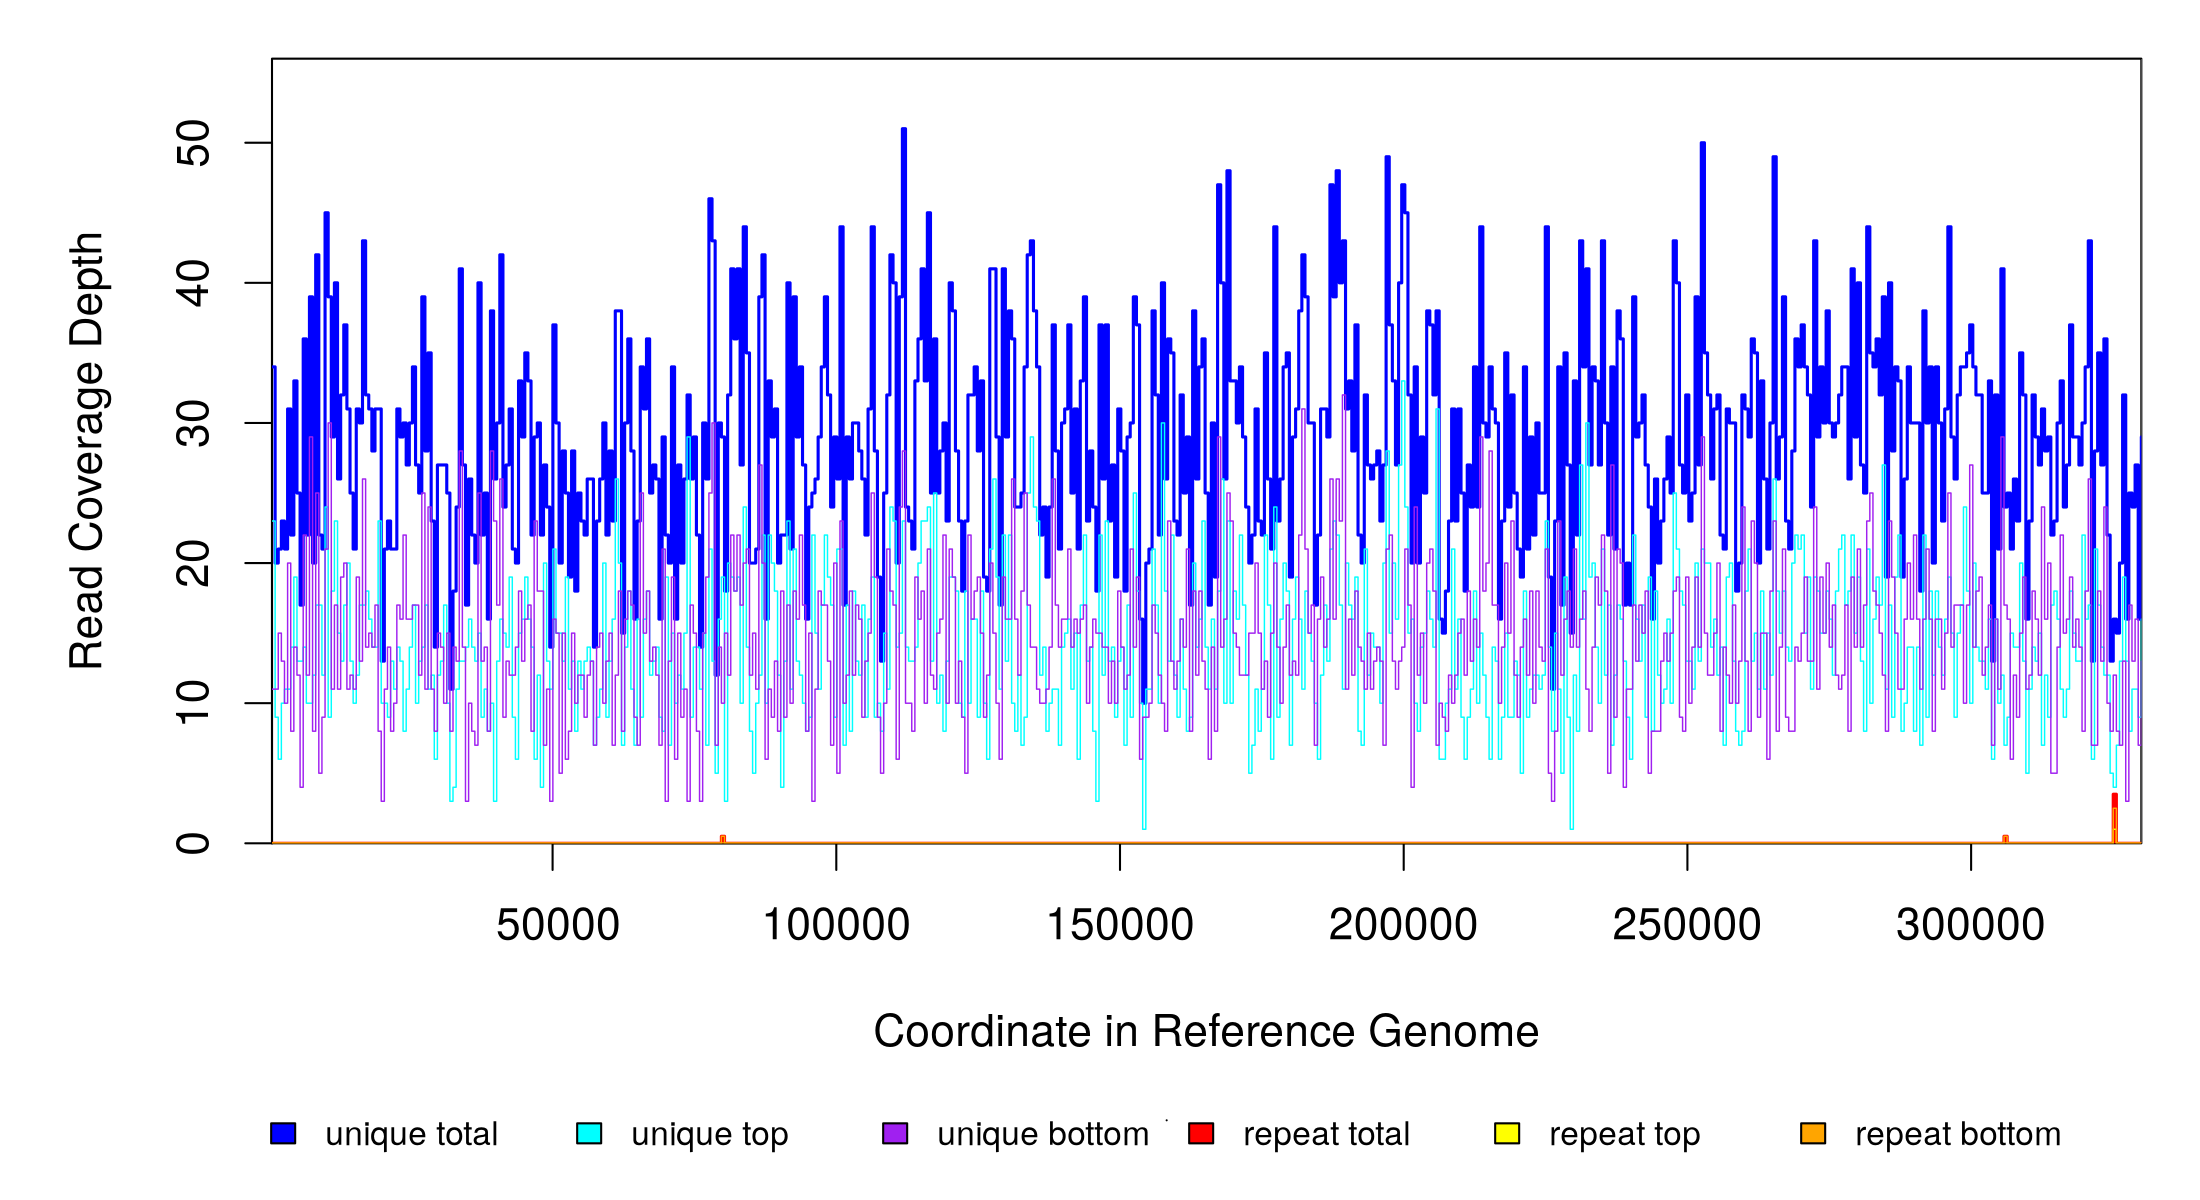 Read Coverage Depth
50
40
30
20
10
0
50000 100000 150000 200000 250000 300000
Coordinate in Reference Genome
unique total unique top unique bottom repeat total repeat top repeat bottom